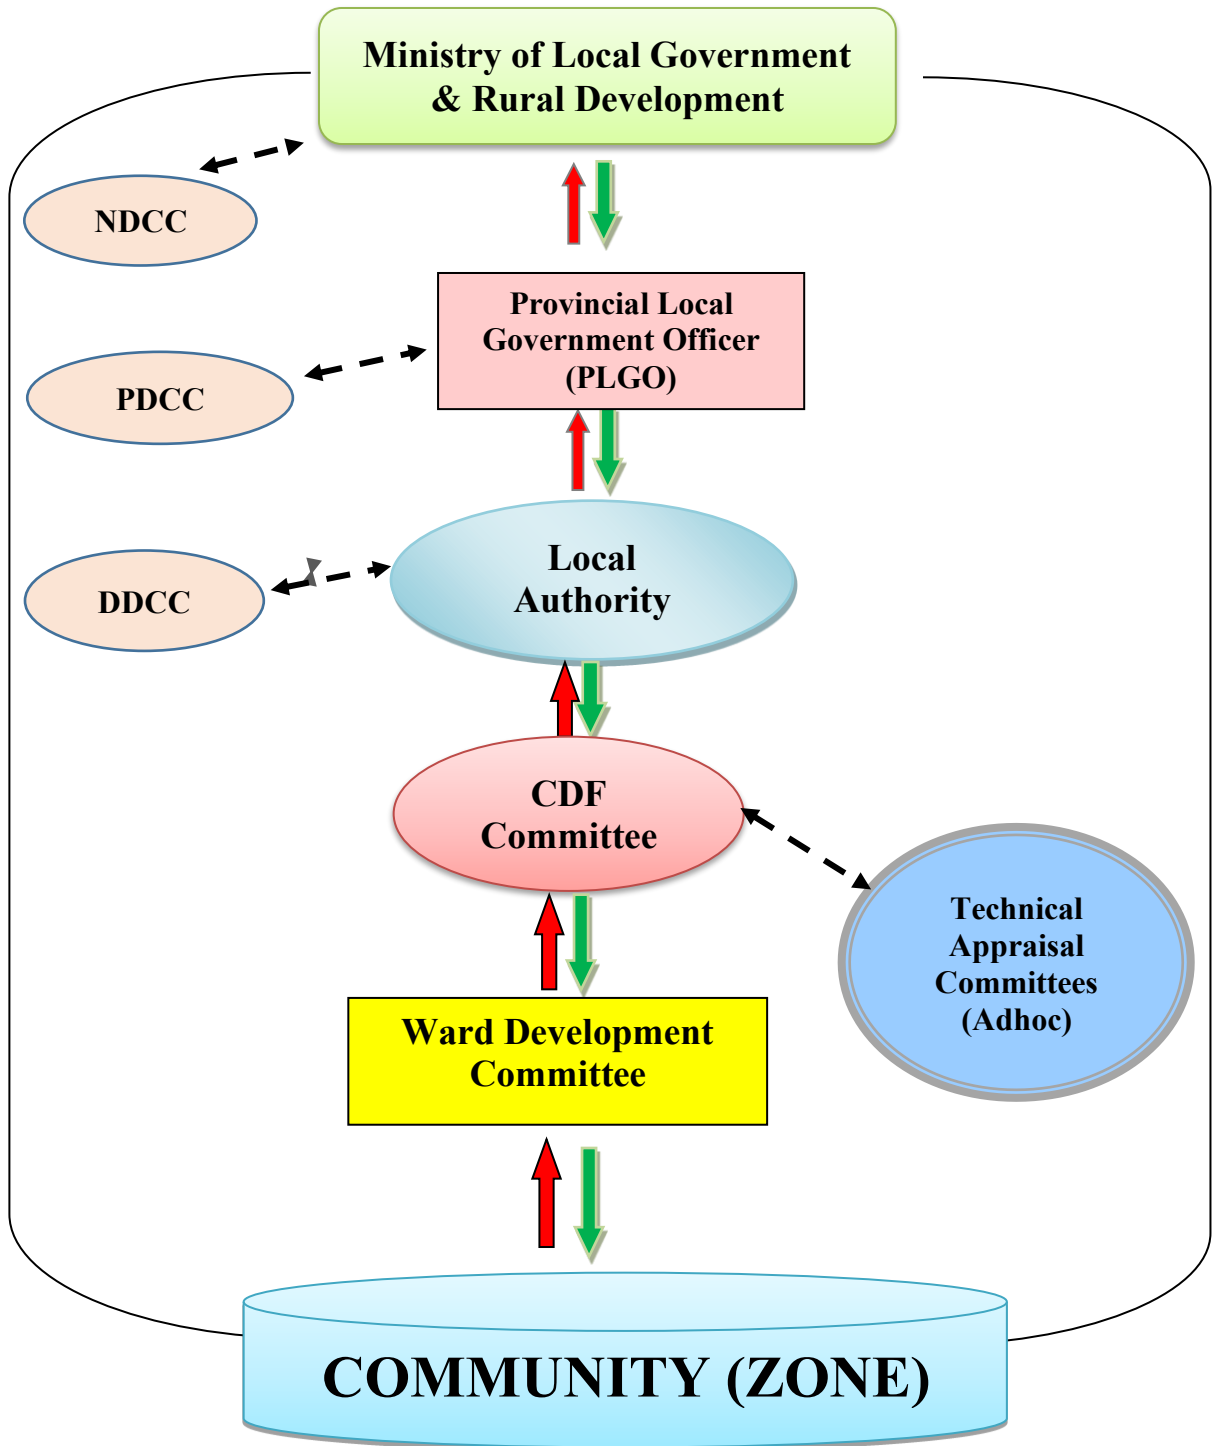 Ministry of Local Government
& Rural Development
NDCC
Provincial Local
Government Officer
(PLGO)
PDCC
Local
Authority
DDCC
CDF
Committee
Technical
Appraisal
Committees
(Adhoc)
Ward Development
Committee
COMMUNITY (ZONE)